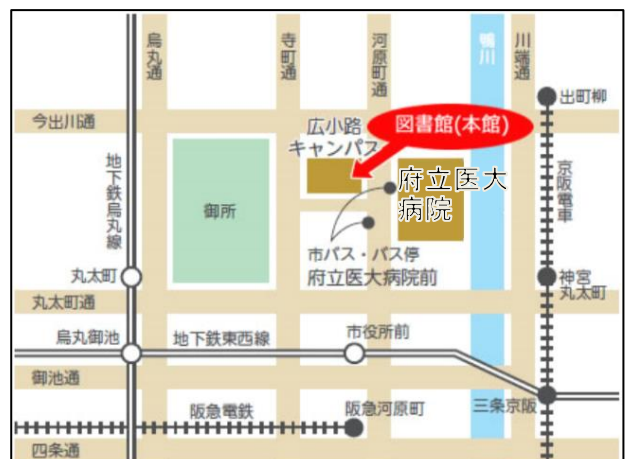 烏丸通
寺町通
河原町通
鴨川
川端通
出町柳
今出川通
広小路
キャンパス
図書館(本館)
地下鉄烏丸線
御所
府立医大
病院
京阪電車
市バス・バス停
府立医大病院前
丸太町
神宮
丸太町
丸太町通
烏丸御池
地下鉄東西線
市役所前
御池通
阪急電鉄
阪急河原町
三条京阪
四条通